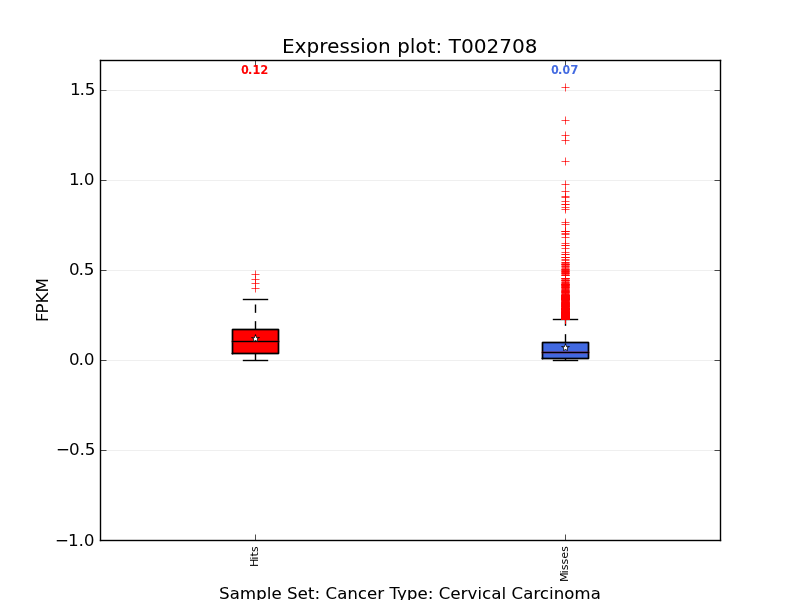 Expression plot: T002708
0.12
0.07
1.5
1.0
0.5
0.0
−0.5
−1.0
FPKM
Hits
Misses
Sample Set: Cancer Type: Cervical Carcinoma